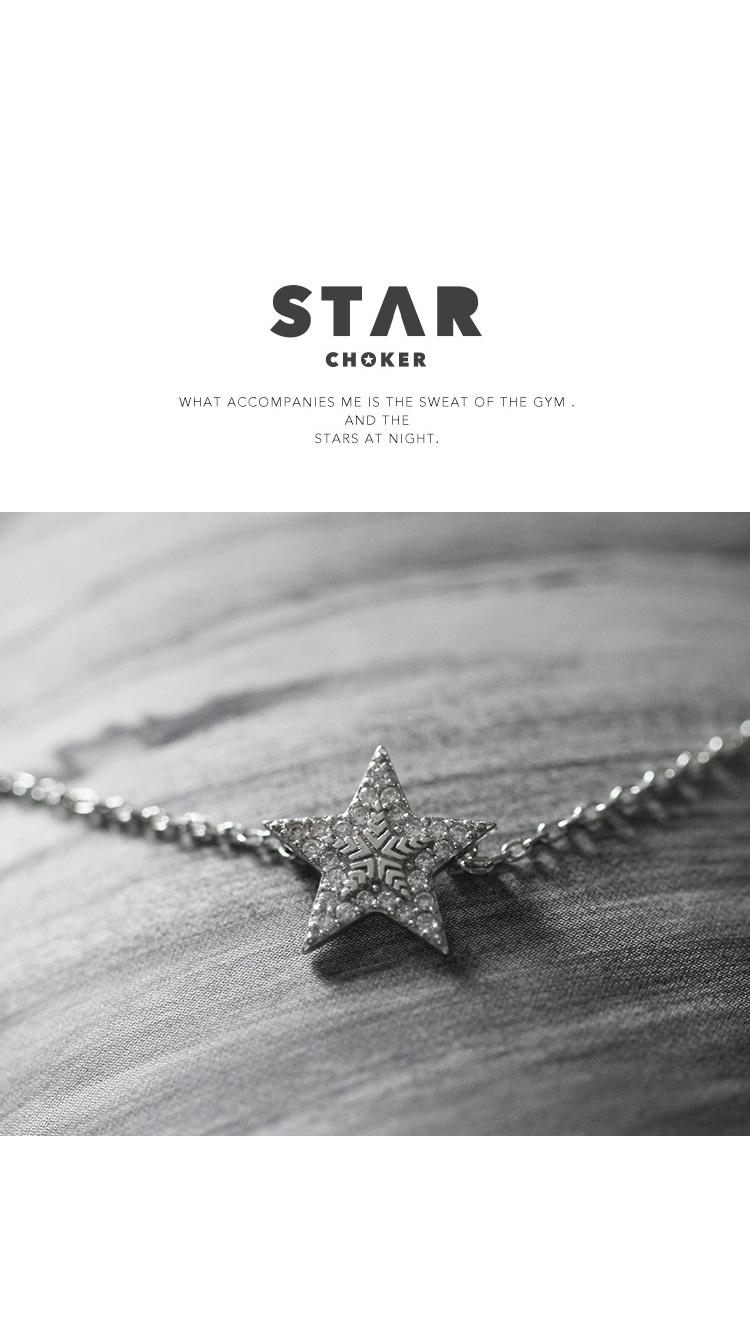 STAR
CHOKER
WHAT ACCOMPANIES ME IS THE SWEAT OF THE GYM .
AND THE
STARS AT NIGHT.